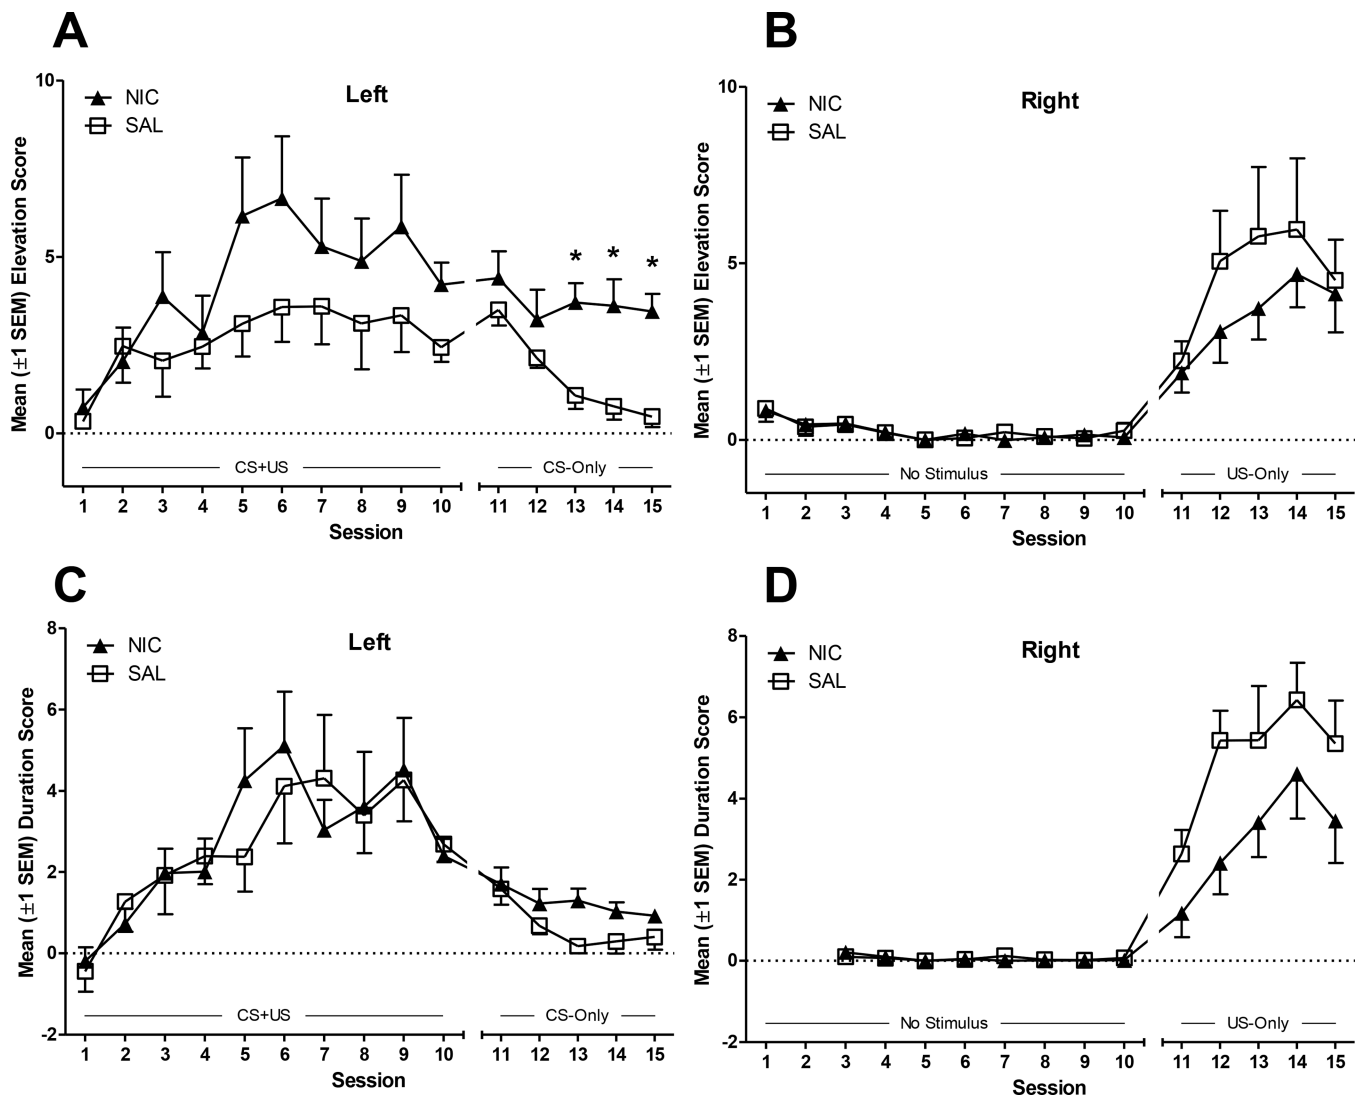 A
Left
NIC
SAL
Mean (±1 SEM) Elevation Score
10
5
0
* * *
CS+US
CS-Only
1 2 3 4 5 6 7 8 9 10 11 12 13 14 15
Session
B
Right
NIC
SAL
Mean (±1 SEM) Elevation Score
10
5
0
No Stimulus
US-Only
1 2 3 4 5 6 7 8 9 10 11 12 13 14 15
Session
C
Left
NIC
SAL
Mean (±1 SEM) Duration Score
8
6
4
2
0
-2
CS+US
CS-Only
1 2 3 4 5 6 7 8 9 10 11 12 13 14 15
Session
D
Right
NIC
SAL
Mean (±1 SEM) Duration Score
8
6
4
2
0
-2
No Stimulus
US-Only
1 2 3 4 5 6 7 8 9 10 11 12 13 14 15
Session